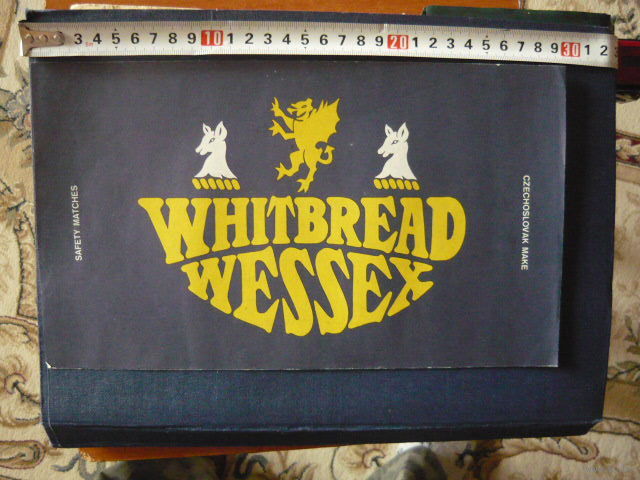 3 4 5 6 7 8 9 10 1 2 3 4 5 6 7 8 9 20 1 2 3 4 5 6 7 8 9 30 1 2
SAFETY MATCHES
WHITBREAD
WESSEX
CZECHOSLOVAK MAKE